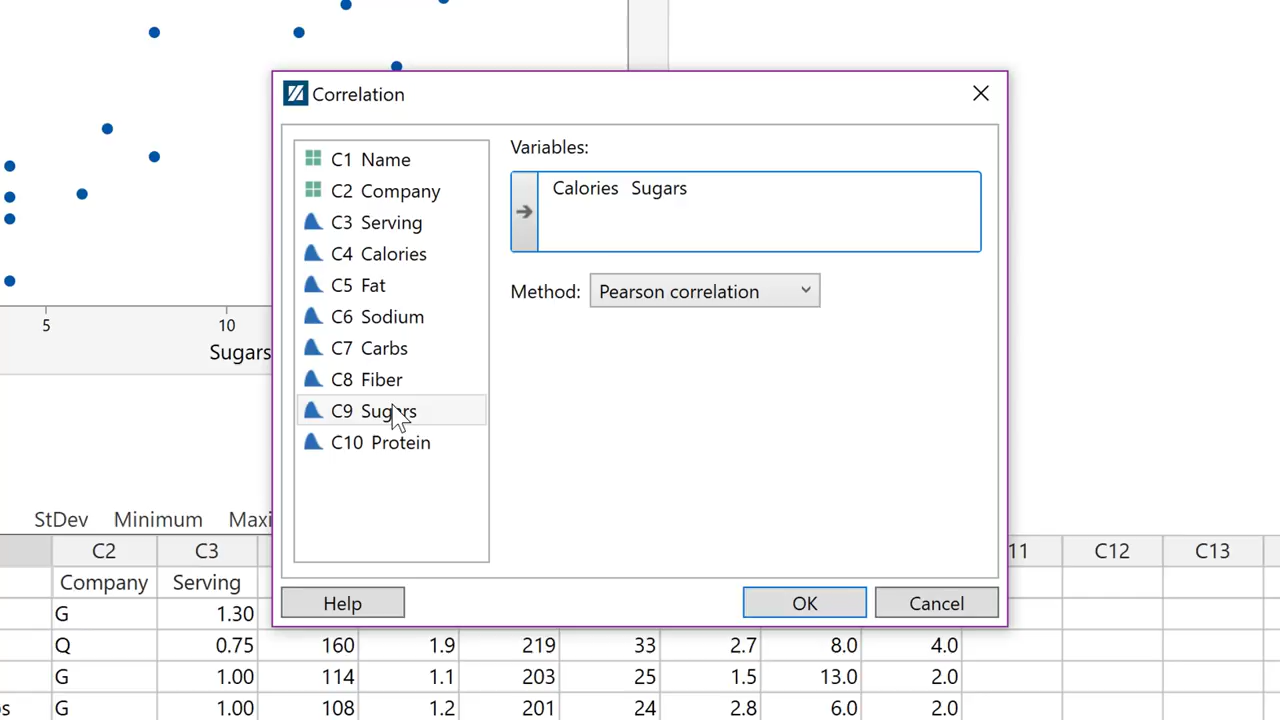 Correlation
C1 Name
C2 Company
C3 Serving
C4 Calories
C5 Fat
C6 Sodium
C7 Carbs
C8 Fiber
C9 Sugars
C10 Protein
Variables:
Calories Sugars
Method: Pearson correlation
Help
OK
Cancel
5 10
Sugars
StDev Minimum
C2 C3 11 C12 C13
Company Serving
G 1.30
Q 0.75 160 1.9 219 33 2.7 8.0 4.0
G 1.00 114 1.1 203 25 1.5 13.0 2.0
G 1.00 108 1.2 201 24 2.8 6.0 2.0